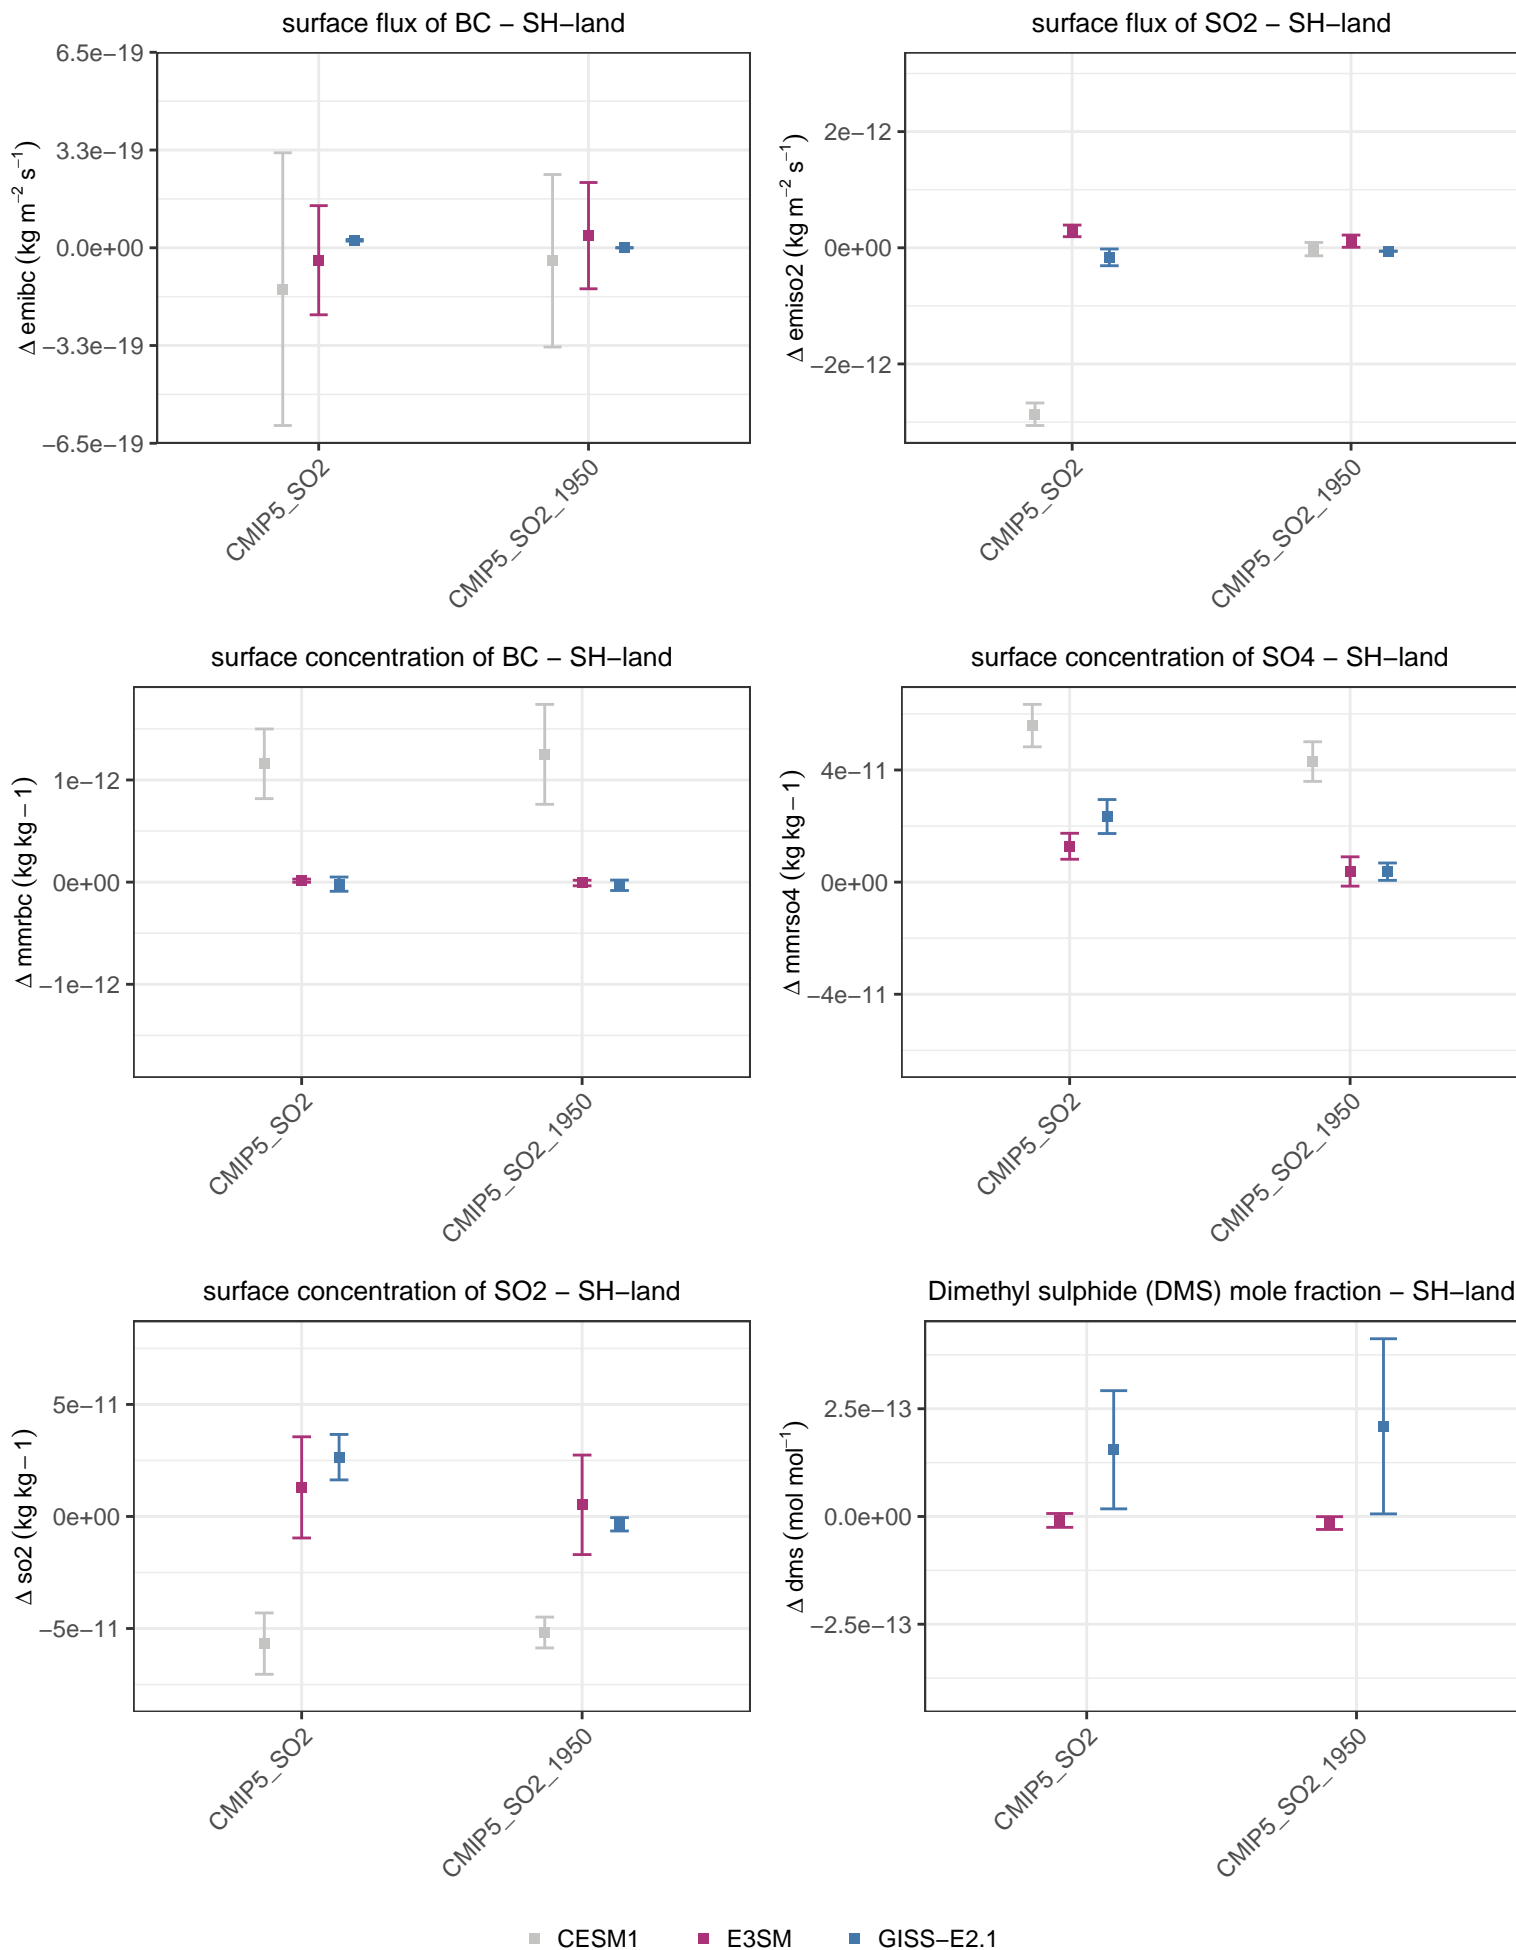 surface flux of BC − SH−land
6.5e−19
3.3e−19
0.0e+00
−3.3e−19
−6.5e−19
Δ emibc (kg m⁻² s⁻¹)
CMIP5_SO2
CMIP5_SO2_1950
surface flux of SO2 − SH−land
2e−12
0e+00
−2e−12
Δ emiso2 (kg m⁻² s⁻¹)
CMIP5_SO2
CMIP5_SO2_1950
surface concentration of BC − SH−land
1e−12
0e+00
−1e−12
Δ mmrbc (kg kg − 1)
CMIP5_SO2
CMIP5_SO2_1950
surface concentration of SO4 − SH−land
4e−11
0e+00
−4e−11
Δ mmrso4 (kg kg − 1)
CMIP5_SO2
CMIP5_SO2_1950
surface concentration of SO2 − SH−land
5e−11
0e+00
−5e−11
Δ so2 (kg kg − 1)
CMIP5_SO2
CMIP5_SO2_1950
Dimethyl sulphide (DMS) mole fraction − SH−land
2.5e−13
0.0e+00
−2.5e−13
Δ dms (mol mol⁻¹)
CMIP5_SO2
CMIP5_SO2_1950
CESM1 E3SM GISS−E2.1